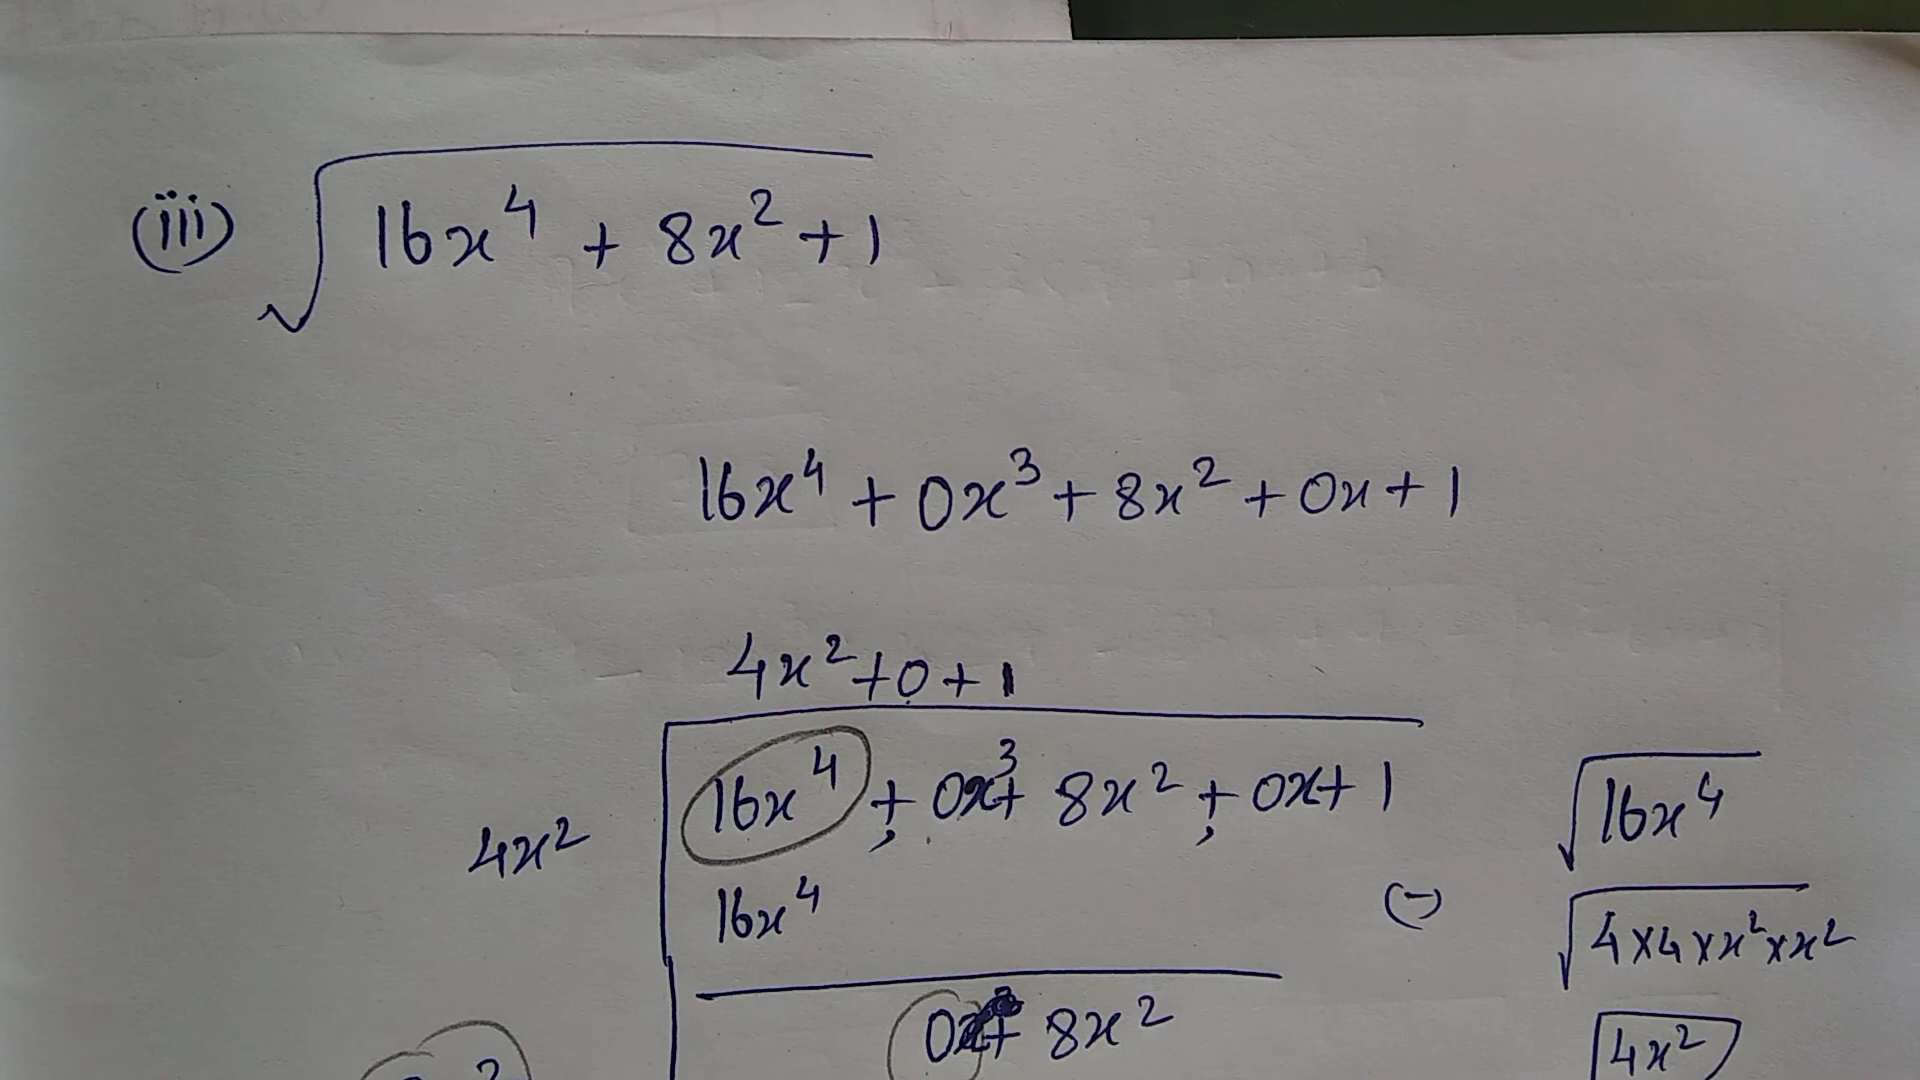 (iii) √16x⁴ + 8x² + 1
16x⁴ + 0x³ + 8x² + 0x + 1
4x² + 0 + 1
4x² 16x⁴ + 0x³ + 8x² + 0x + 1 √16x⁴
16x⁴ (-) √4×4×x²×x²
0x + 8x² 4x²